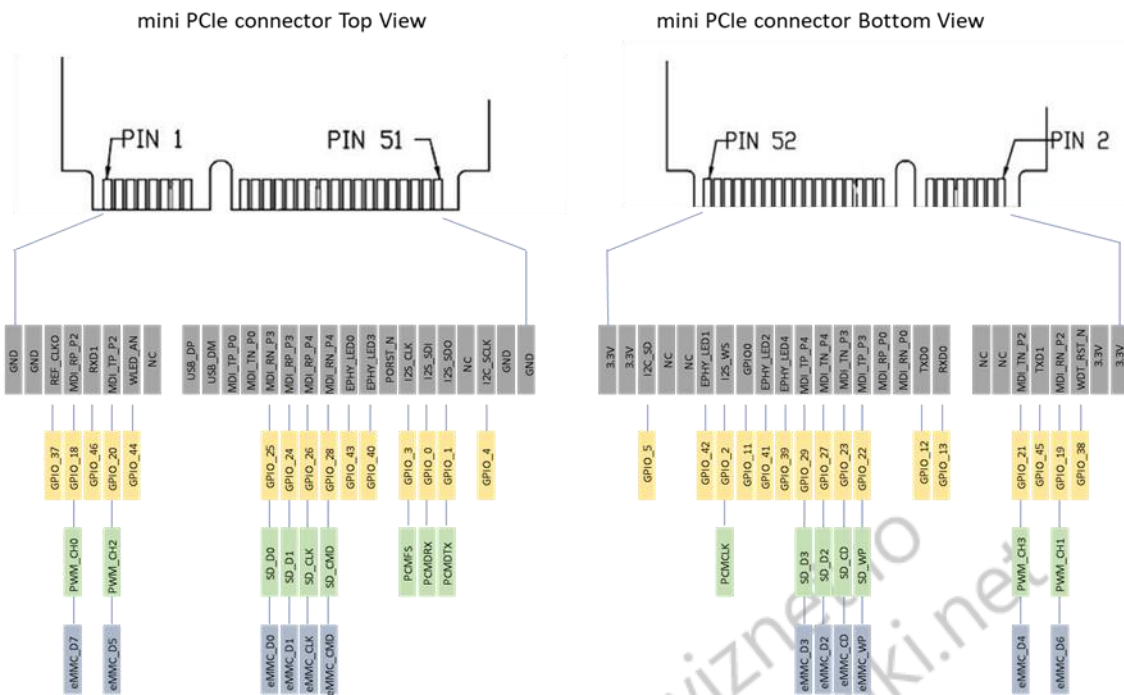 mini PCIe connector Top View
mini PCIe connector Bottom View
PIN 1
PIN 51
PIN 52
PIN 2
GND
GND
REF_CLKO
MDI_RP_P2
RXD1
MDI_TP_P2
WLED_AN
NC
USB_DP
USB_DM
MDI_TP_P0
MDI_TN_P0
MDI_RN_P3
MDI_RP_P3
MDI_RP_P4
MDI_RN_P4
EPHY_LED0
EPHY_LED3
PORST_N
I2S_CLK
I2S_SDI
I2S_SDO
NC
I2C_SCLK
GND
GND
3.3V
3.3V
I2C_SD
NC
NC
EPHY_LED1
I2S_WS
GPIO0
EPHY_LED2
EPHY_LED4
MDI_TP_P4
MDI_TN_P4
MDI_TN_P3
MDI_TP_P3
MDI_RP_P0
MDI_RN_P0
TXD0
RXD0
NC
NC
MDI_TN_P2
TXD1
MDI_RN_P2
WDT_RST_N
3.3V
3.3V
GPIO_37
GPIO_18
GPIO_46
GPIO_20
GPIO_44
GPIO_25
GPIO_24
GPIO_26
GPIO_28
GPIO_43
GPIO_40
GPIO_3
GPIO_0
GPIO_1
GPIO_4
GPIO_5
GPIO_42
GPIO_2
GPIO_11
GPIO_41
GPIO_39
GPIO_29
GPIO_27
GPIO_23
GPIO_22
GPIO_12
GPIO_13
GPIO_21
GPIO_45
GPIO_19
GPIO_38
PWM_CH0
PWM_CH2
SD_D0
SD_D1
SD_CLK
SD_CMD
PCMFS
PCMDRX
PCMDTX
PCMCLK
SD_D3
SD_D2
SD_CD
SD_WP
PWM_CH3
PWM_CH1
eMMC_D7
eMMC_D5
eMMC_D0
eMMC_D1
eMMC_CLK
eMMC_CMD
eMMC_D3
eMMC_D2
eMMC_CD
eMMC_WP
eMMC_D4
eMMC_D6